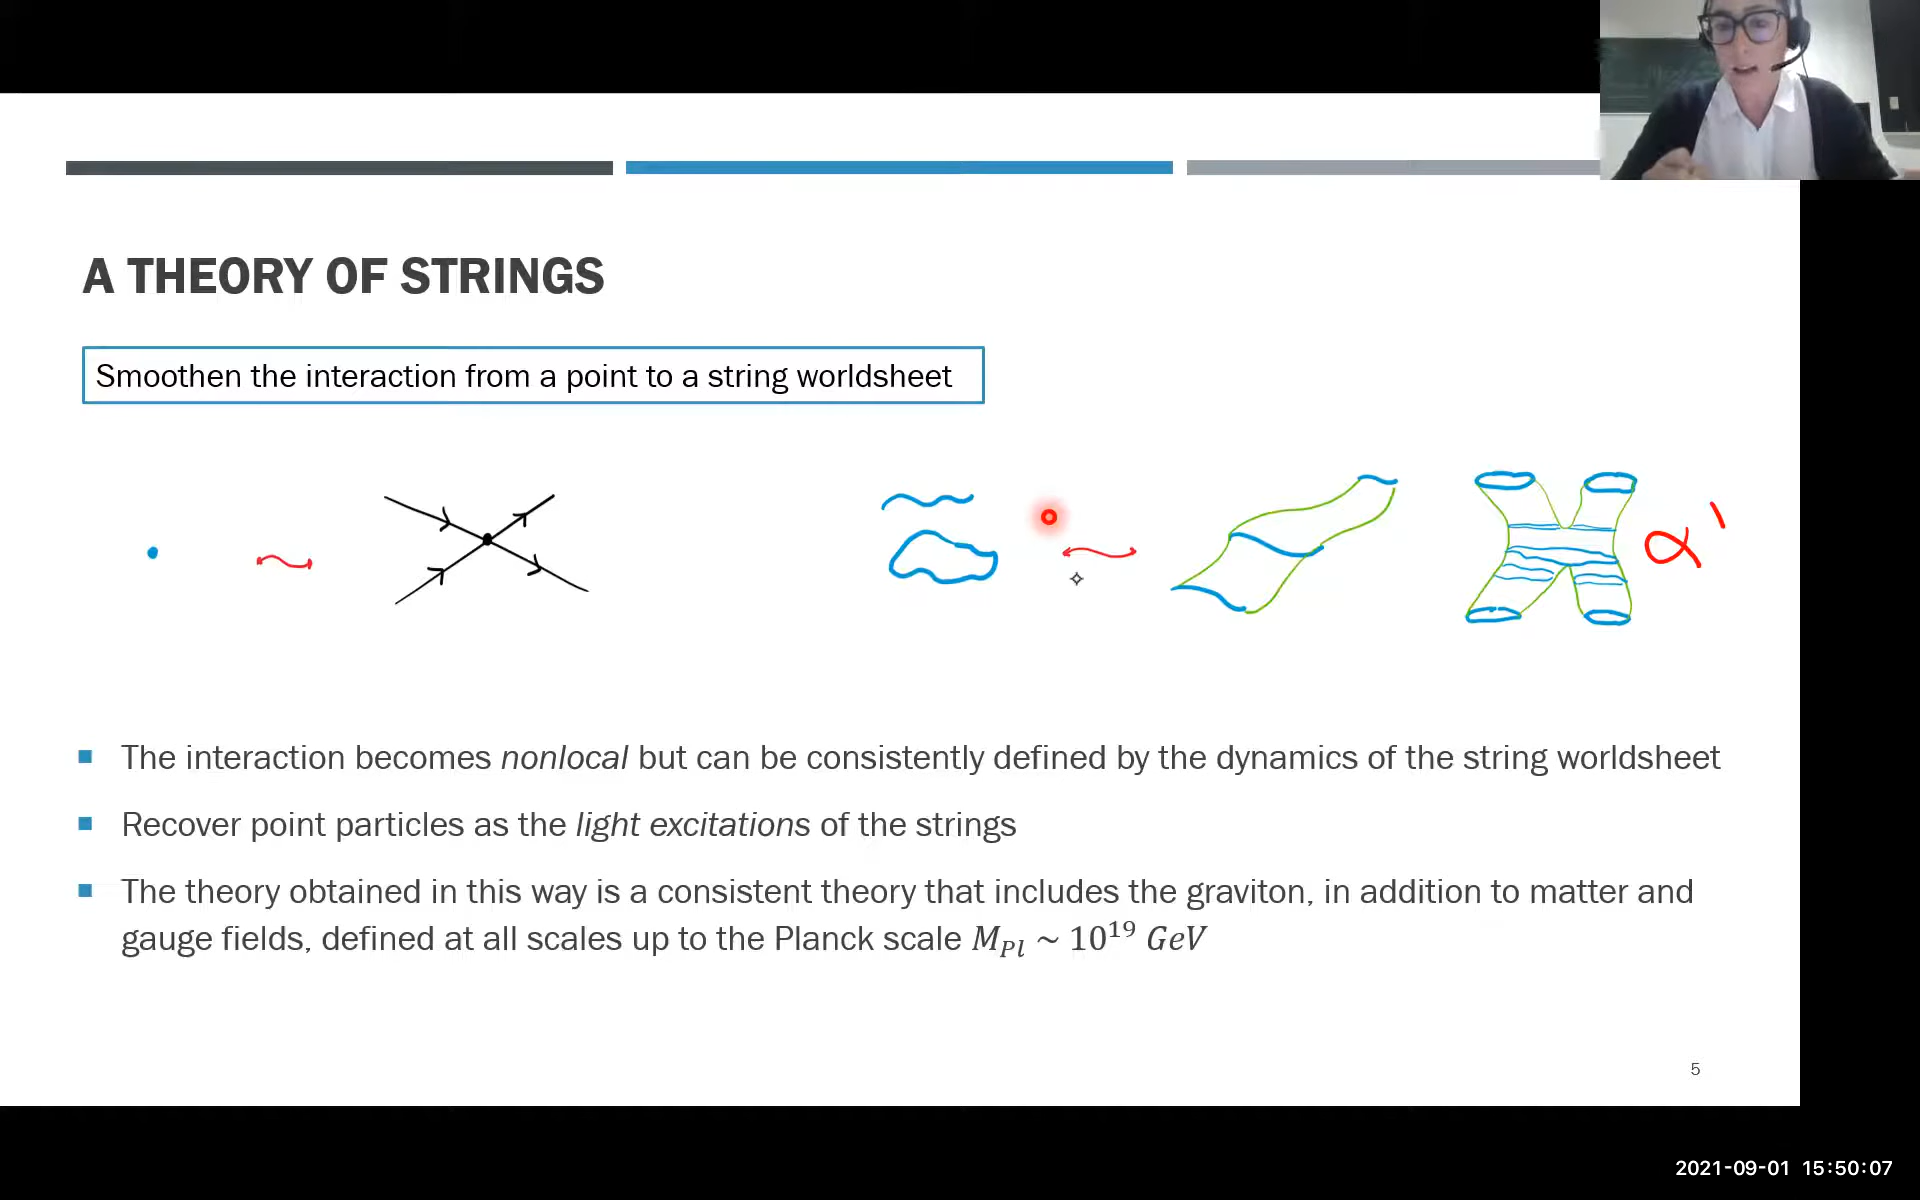 A THEORY OF STRINGS
Smoothen the interaction from a point to a string worldsheet
α'
The interaction becomes nonlocal but can be consistently defined by the dynamics of the string worldsheet
Recover point particles as the light excitations of the strings
The theory obtained in this way is a consistent theory that includes the graviton, in addition to matter and
gauge fields, defined at all scales up to the Planck scale M_{Pl} ~ 10^{19} GeV
5
2021-09-01 15:50:07